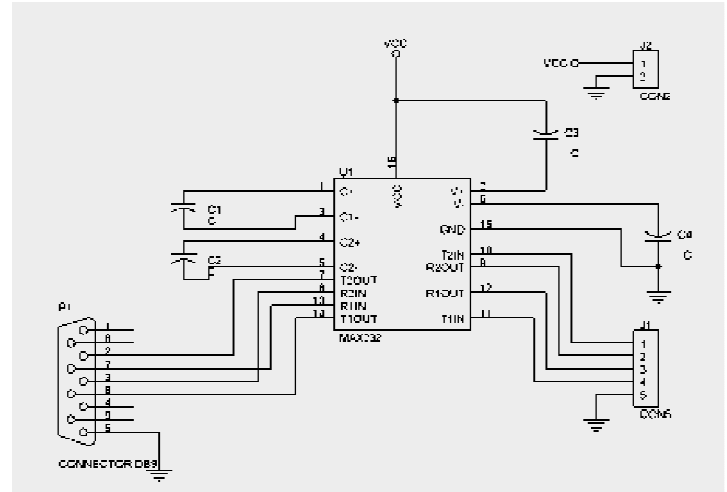 VCC
J2
VCC
1
2
CON2
C3
C
16
U1
1
C1+
VCC
V+
2
C1
C
3
C1-
V-
6
GND
15
C4
C
4
C2+
C2
5
C2-
T2IN
10
7
T2OUT
R2OUT
9
8
R2IN
13
R1IN
R1OUT
12
14
T1OUT
T1IN
11
MAX232
P1
1
6
2
7
3
8
4
9
5
CONNECTOR DB9
J1
1
2
3
4
5
CON5